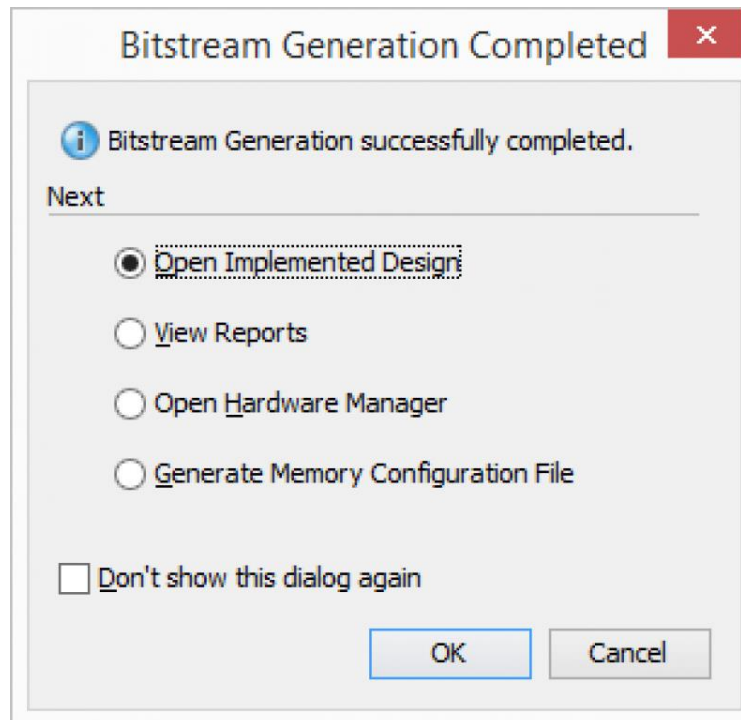 Bitstream Generation Completed
Bitstream Generation successfully completed.
Next
Open Implemented Design
View Reports
Open Hardware Manager
Generate Memory Configuration File
Don't show this dialog again
OK Cancel